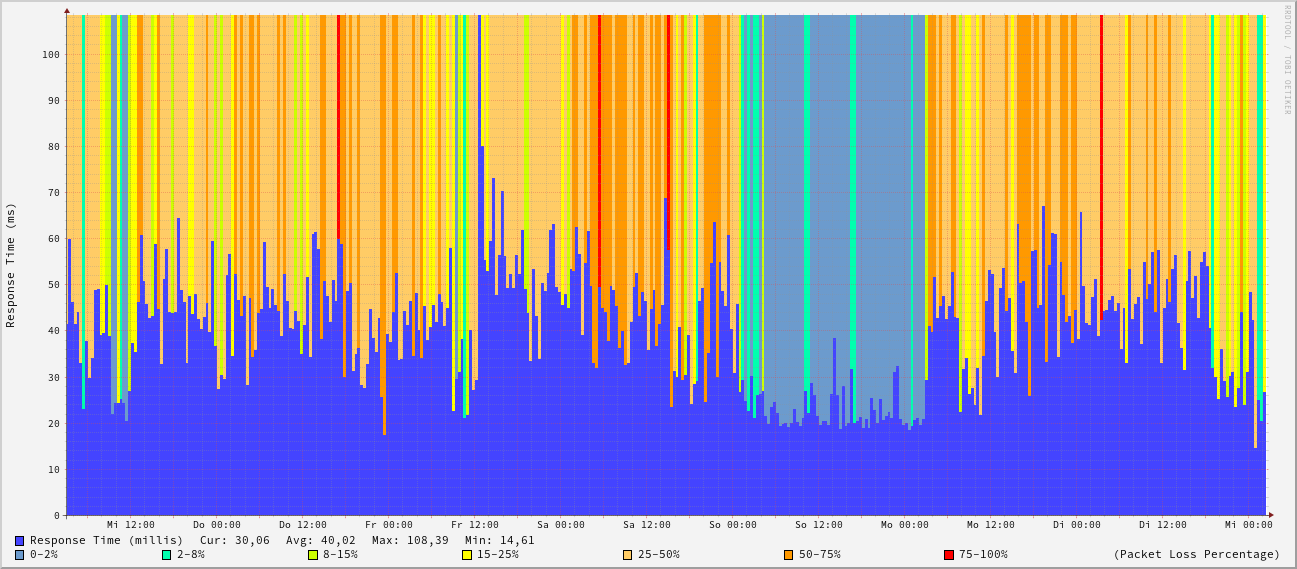 RRDTOOL / TOBI OETIKER
Response Time (ms)
100
90
80
70
60
50
40
30
20
10
0
Mi 12:00 Do 00:00 Do 12:00 Fr 00:00 Fr 12:00 Sa 00:00 Sa 12:00 So 00:00 So 12:00 Mo 00:00 Mo 12:00 Di 00:00 Di 12:00 Mi 00:00
Response Time (millis) Cur: 30,06 Avg: 40,02 Max: 108,39 Min: 14,61
0-2% 2-8% 8-15% 15-25% 25-50% 50-75% 75-100% (Packet Loss Percentage)